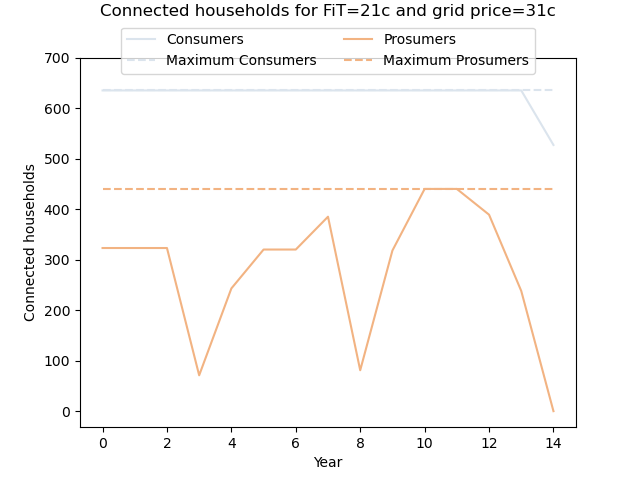 Connected households for FiT=21c and grid price=31c
Consumers
Prosumers
Maximum Consumers
Maximum Prosumers
700
600
500
400
300
200
100
0
Connected households
0 2 4 6 8 10 12 14
Year